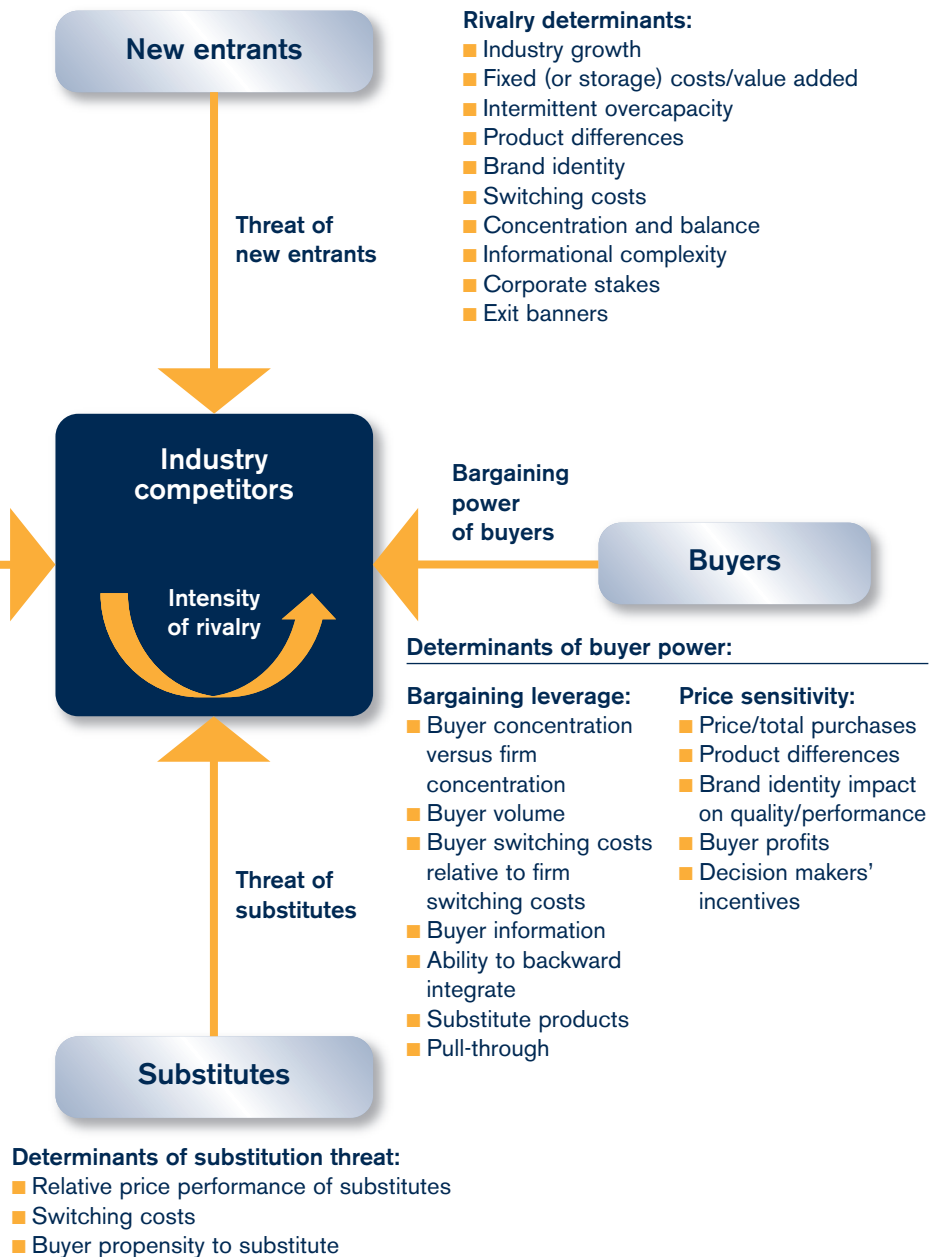 New entrants
Rivalry determinants:
■ Industry growth
■ Fixed (or storage) costs/value added
■ Intermittent overcapacity
■ Product differences
■ Brand identity
■ Switching costs
■ Concentration and balance
■ Informational complexity
■ Corporate stakes
■ Exit banners
Threat of
new entrants
Industry
competitors
Intensity
of rivalry
Bargaining
power
of buyers
Buyers
Determinants of buyer power:
Bargaining leverage:
■ Buyer concentration
versus firm
concentration
■ Buyer volume
■ Buyer switching costs
relative to firm
switching costs
■ Buyer information
■ Ability to backward
integrate
■ Substitute products
■ Pull-through
Price sensitivity:
■ Price/total purchases
■ Product differences
■ Brand identity impact
on quality/performance
■ Buyer profits
■ Decision makers’
incentives
Threat of
substitutes
Substitutes
Determinants of substitution threat:
■ Relative price performance of substitutes
■ Switching costs
■ Buyer propensity to substitute